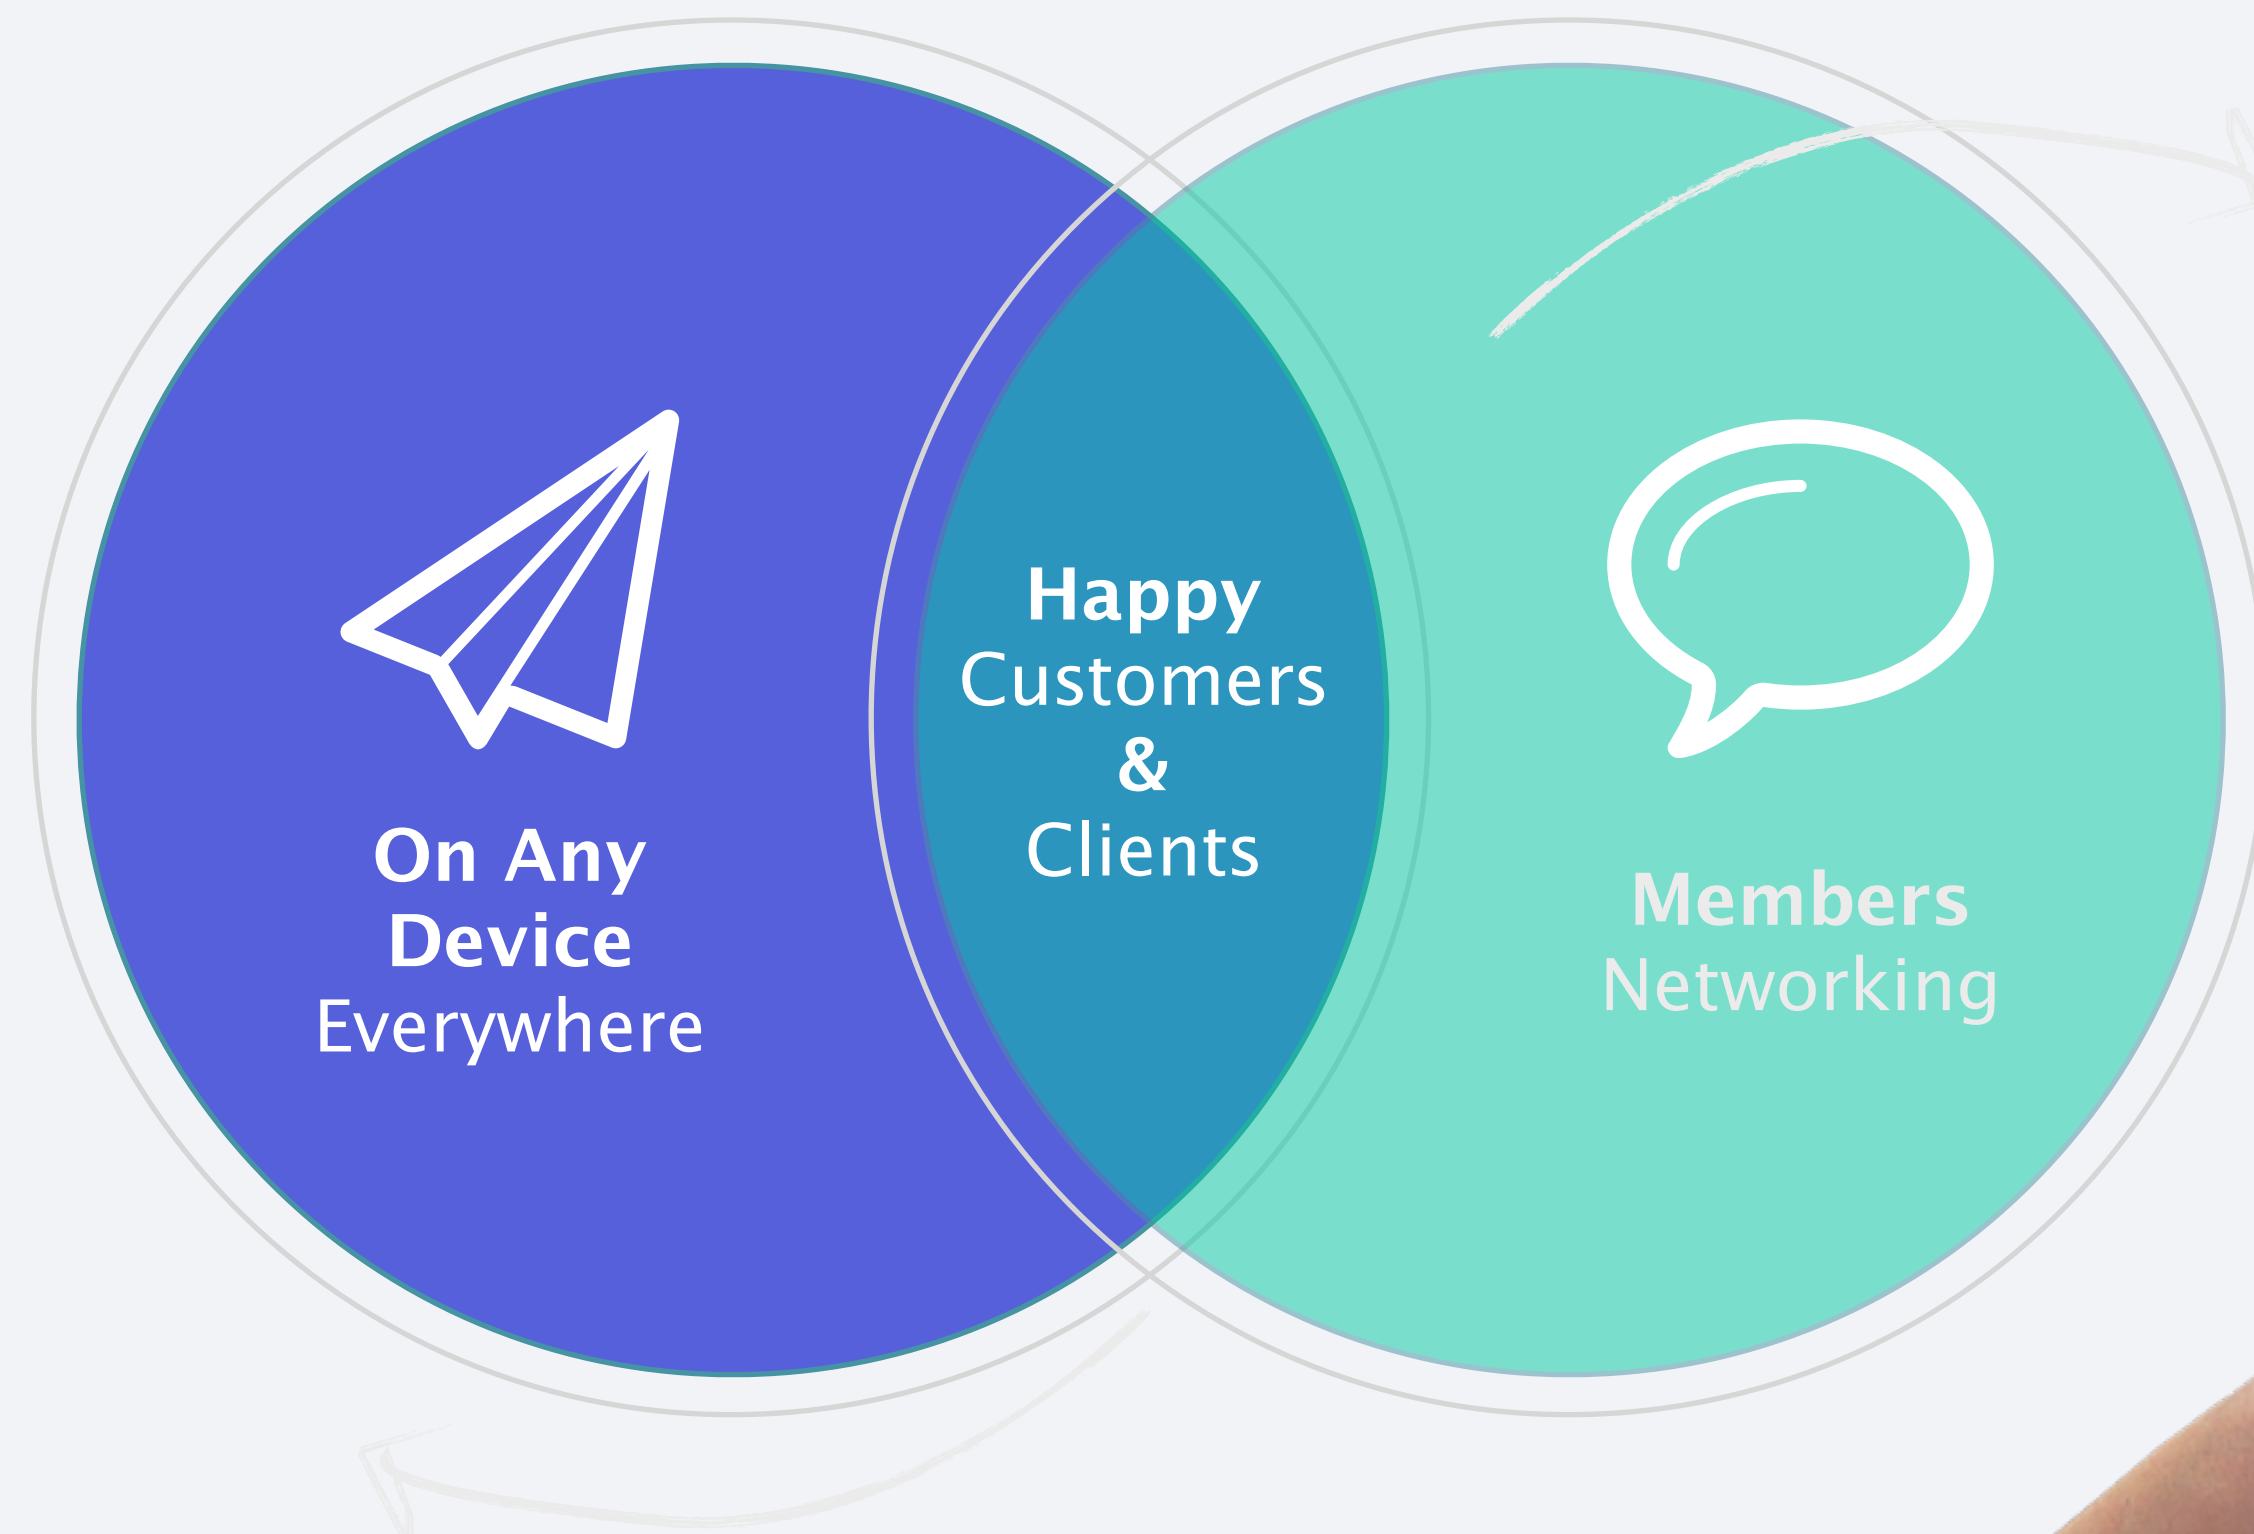 On Any
Device
Everywhere
Happy
Customers
&
Clients
Members
Networking